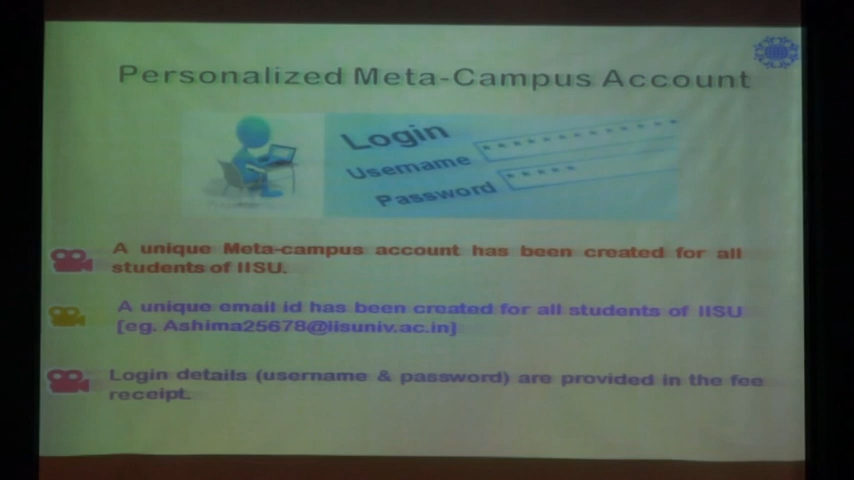 Personalized Meta-Campus Account
Login
Username
Password
A unique Meta-campus account has been created for all
students of IISU.
A unique email id has been created for all students of IISU
[eg. Ashima25678@iisuniv.ac.in]
Login details (username & password) are provided in the fee
receipt.